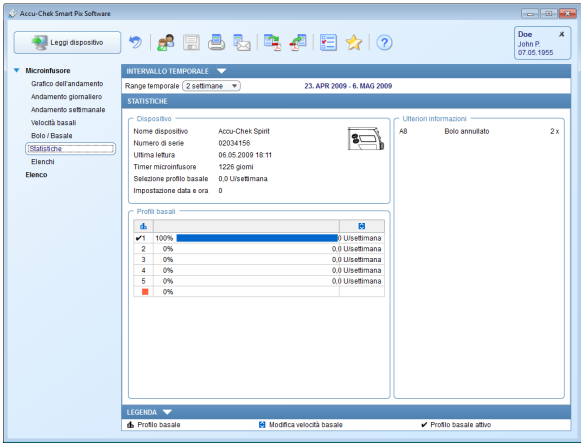 Accu-Chek Smart Pix Software
Leggi dispositivo
Doe
John P.
07.05.1955
Microinfusore
Grafico dell'andamento
Andamento giornaliero
Andamento settimanale
Velocità basali
Bolo / Basale
Statistiche
Elenchi
Elenco
INTERVALLO TEMPORALE
Range temporale 2 settimane 23. APR 2009 - 6. MAG 2009
STATISTICHE
Dispositivo
Nome dispositivo Accu-Chek Spirit
Numero di serie 02034156
Ultima lettura 06.05.2009 18:11
Timer microinfusore 1226 giorni
Selezione profilo basale 0,0 U/settimana
Impostazione data e ora 0
Ulteriori informazioni
A8 Bolo annullato 2 x
Profili basali
✔1 100% 0 U/settimana
2 0% 0,0 U/settimana
3 0% 0,0 U/settimana
4 0% 0,0 U/settimana
5 0% 0,0 U/settimana
0%
LEGENDA
Profilo basale Modifica velocità basale ✔ Profilo basale attivo